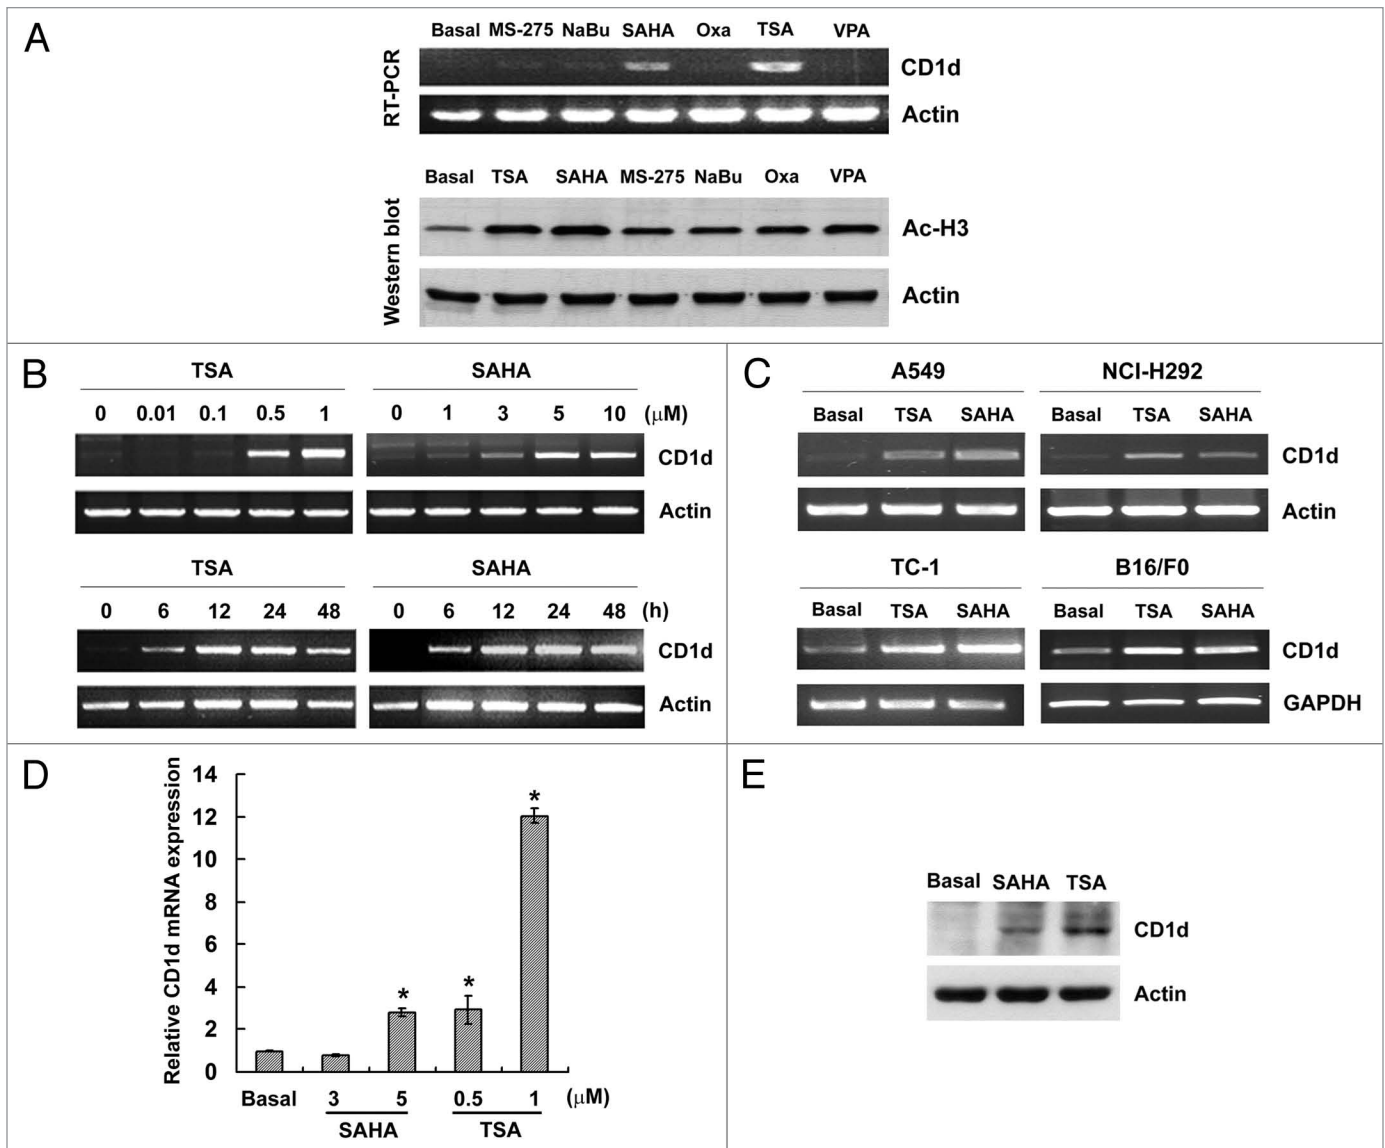 A
Basal MS-275 NaBu SAHA Oxa TSA VPA
RT-PCR
CD1d
Actin
Basal TSA SAHA MS-275 NaBu Oxa VPA
Western blot
Ac-H3
Actin
B
TSA SAHA
0 0.01 0.1 0.5 1 0 1 3 5 10 (μM)
CD1d
Actin
TSA SAHA
0 6 12 24 48 0 6 12 24 48 (h)
CD1d
Actin
C
A549 NCI-H292
Basal TSA SAHA Basal TSA SAHA
CD1d
Actin
TC-1 B16/F0
Basal TSA SAHA Basal TSA SAHA
CD1d
GAPDH
D
Relative CD1d mRNA expression
14
12
10
8
6
4
2
0
* * * *
Basal 3 5 0.5 1 (μM)
SAHA TSA
E
Basal SAHA TSA
CD1d
Actin